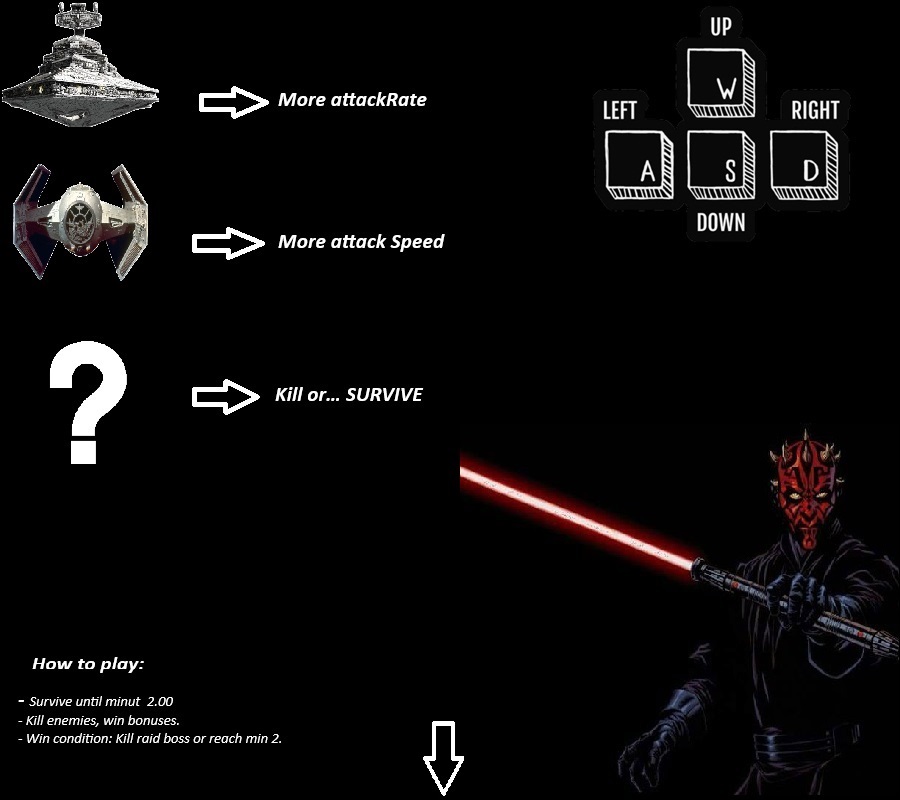 UP
W
LEFT
RIGHT
A
S
D
DOWN
More attackRate
More attack Speed
Kill or... SURVIVE
How to play:
- Survive until minut 2.00
- Kill enemies, win bonuses.
- Win condition: Kill raid boss or reach min 2.